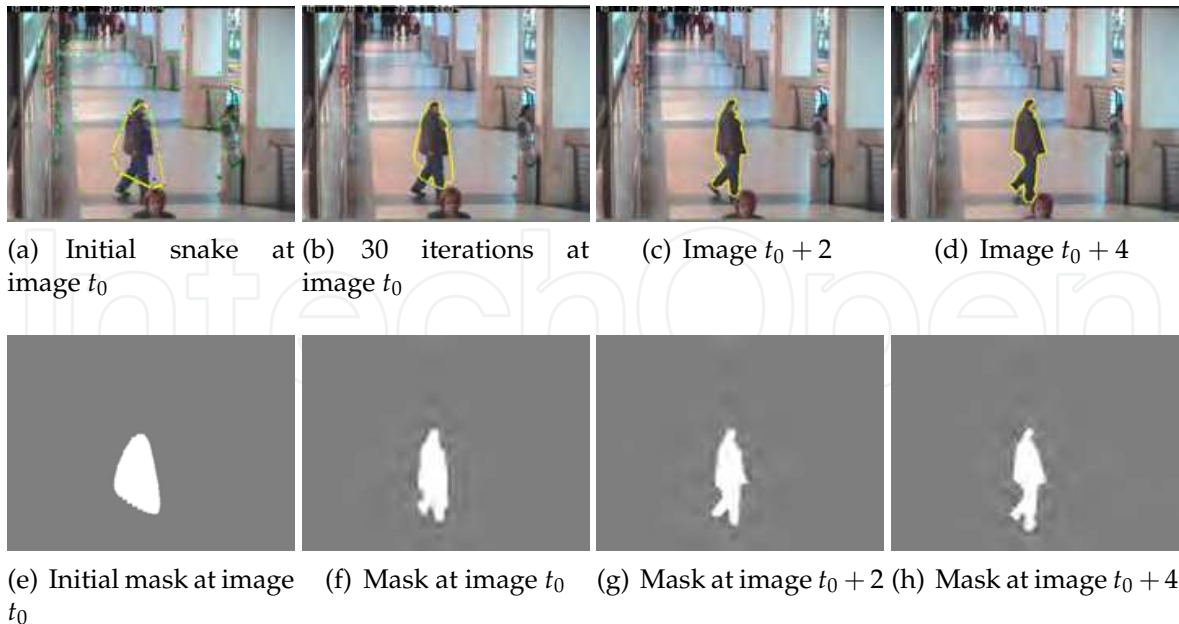 (a) Initial snake at image t₀
(b) 30 iterations at image t₀
(c) Image t₀ + 2
(d) Image t₀ + 4
IntechOpen
(e) Initial mask at image t₀
(f) Mask at image t₀
(g) Mask at image t₀ + 2
(h) Mask at image t₀ + 4